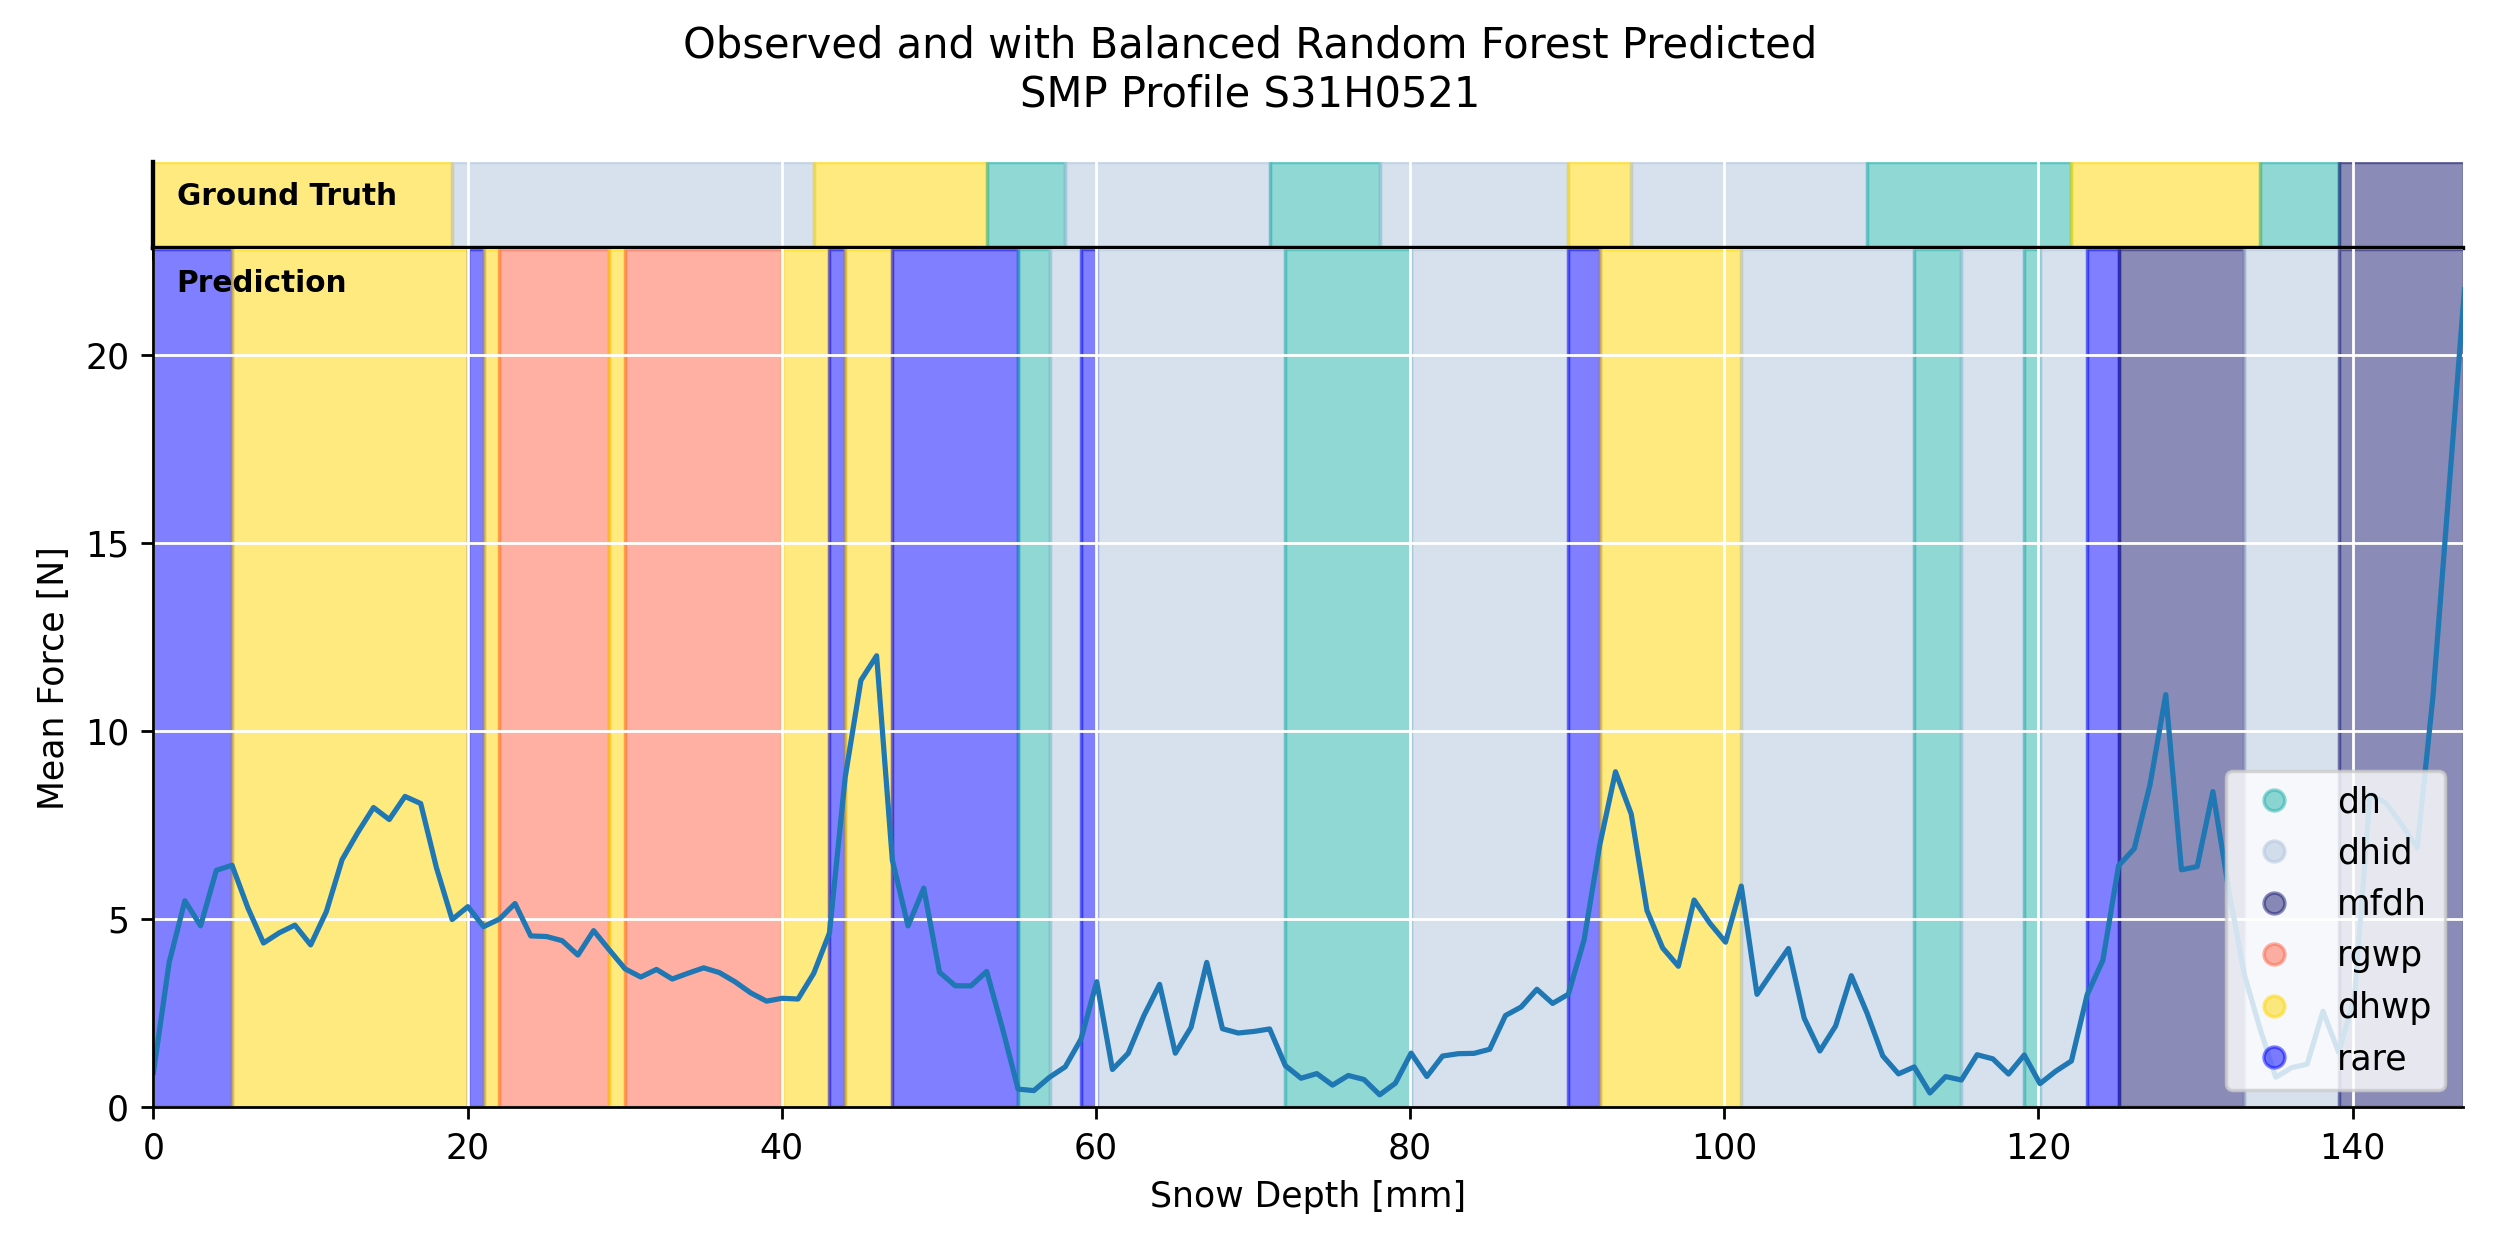 Observed and with Balanced Random Forest Predicted
SMP Profile S31H0521
Ground Truth
Prediction
20
15
10
5
0
Mean Force [N]
dh
dhid
mfdh
rgwp
dhwp
rare
0 20 40 60 80 100 120 140
Snow Depth [mm]